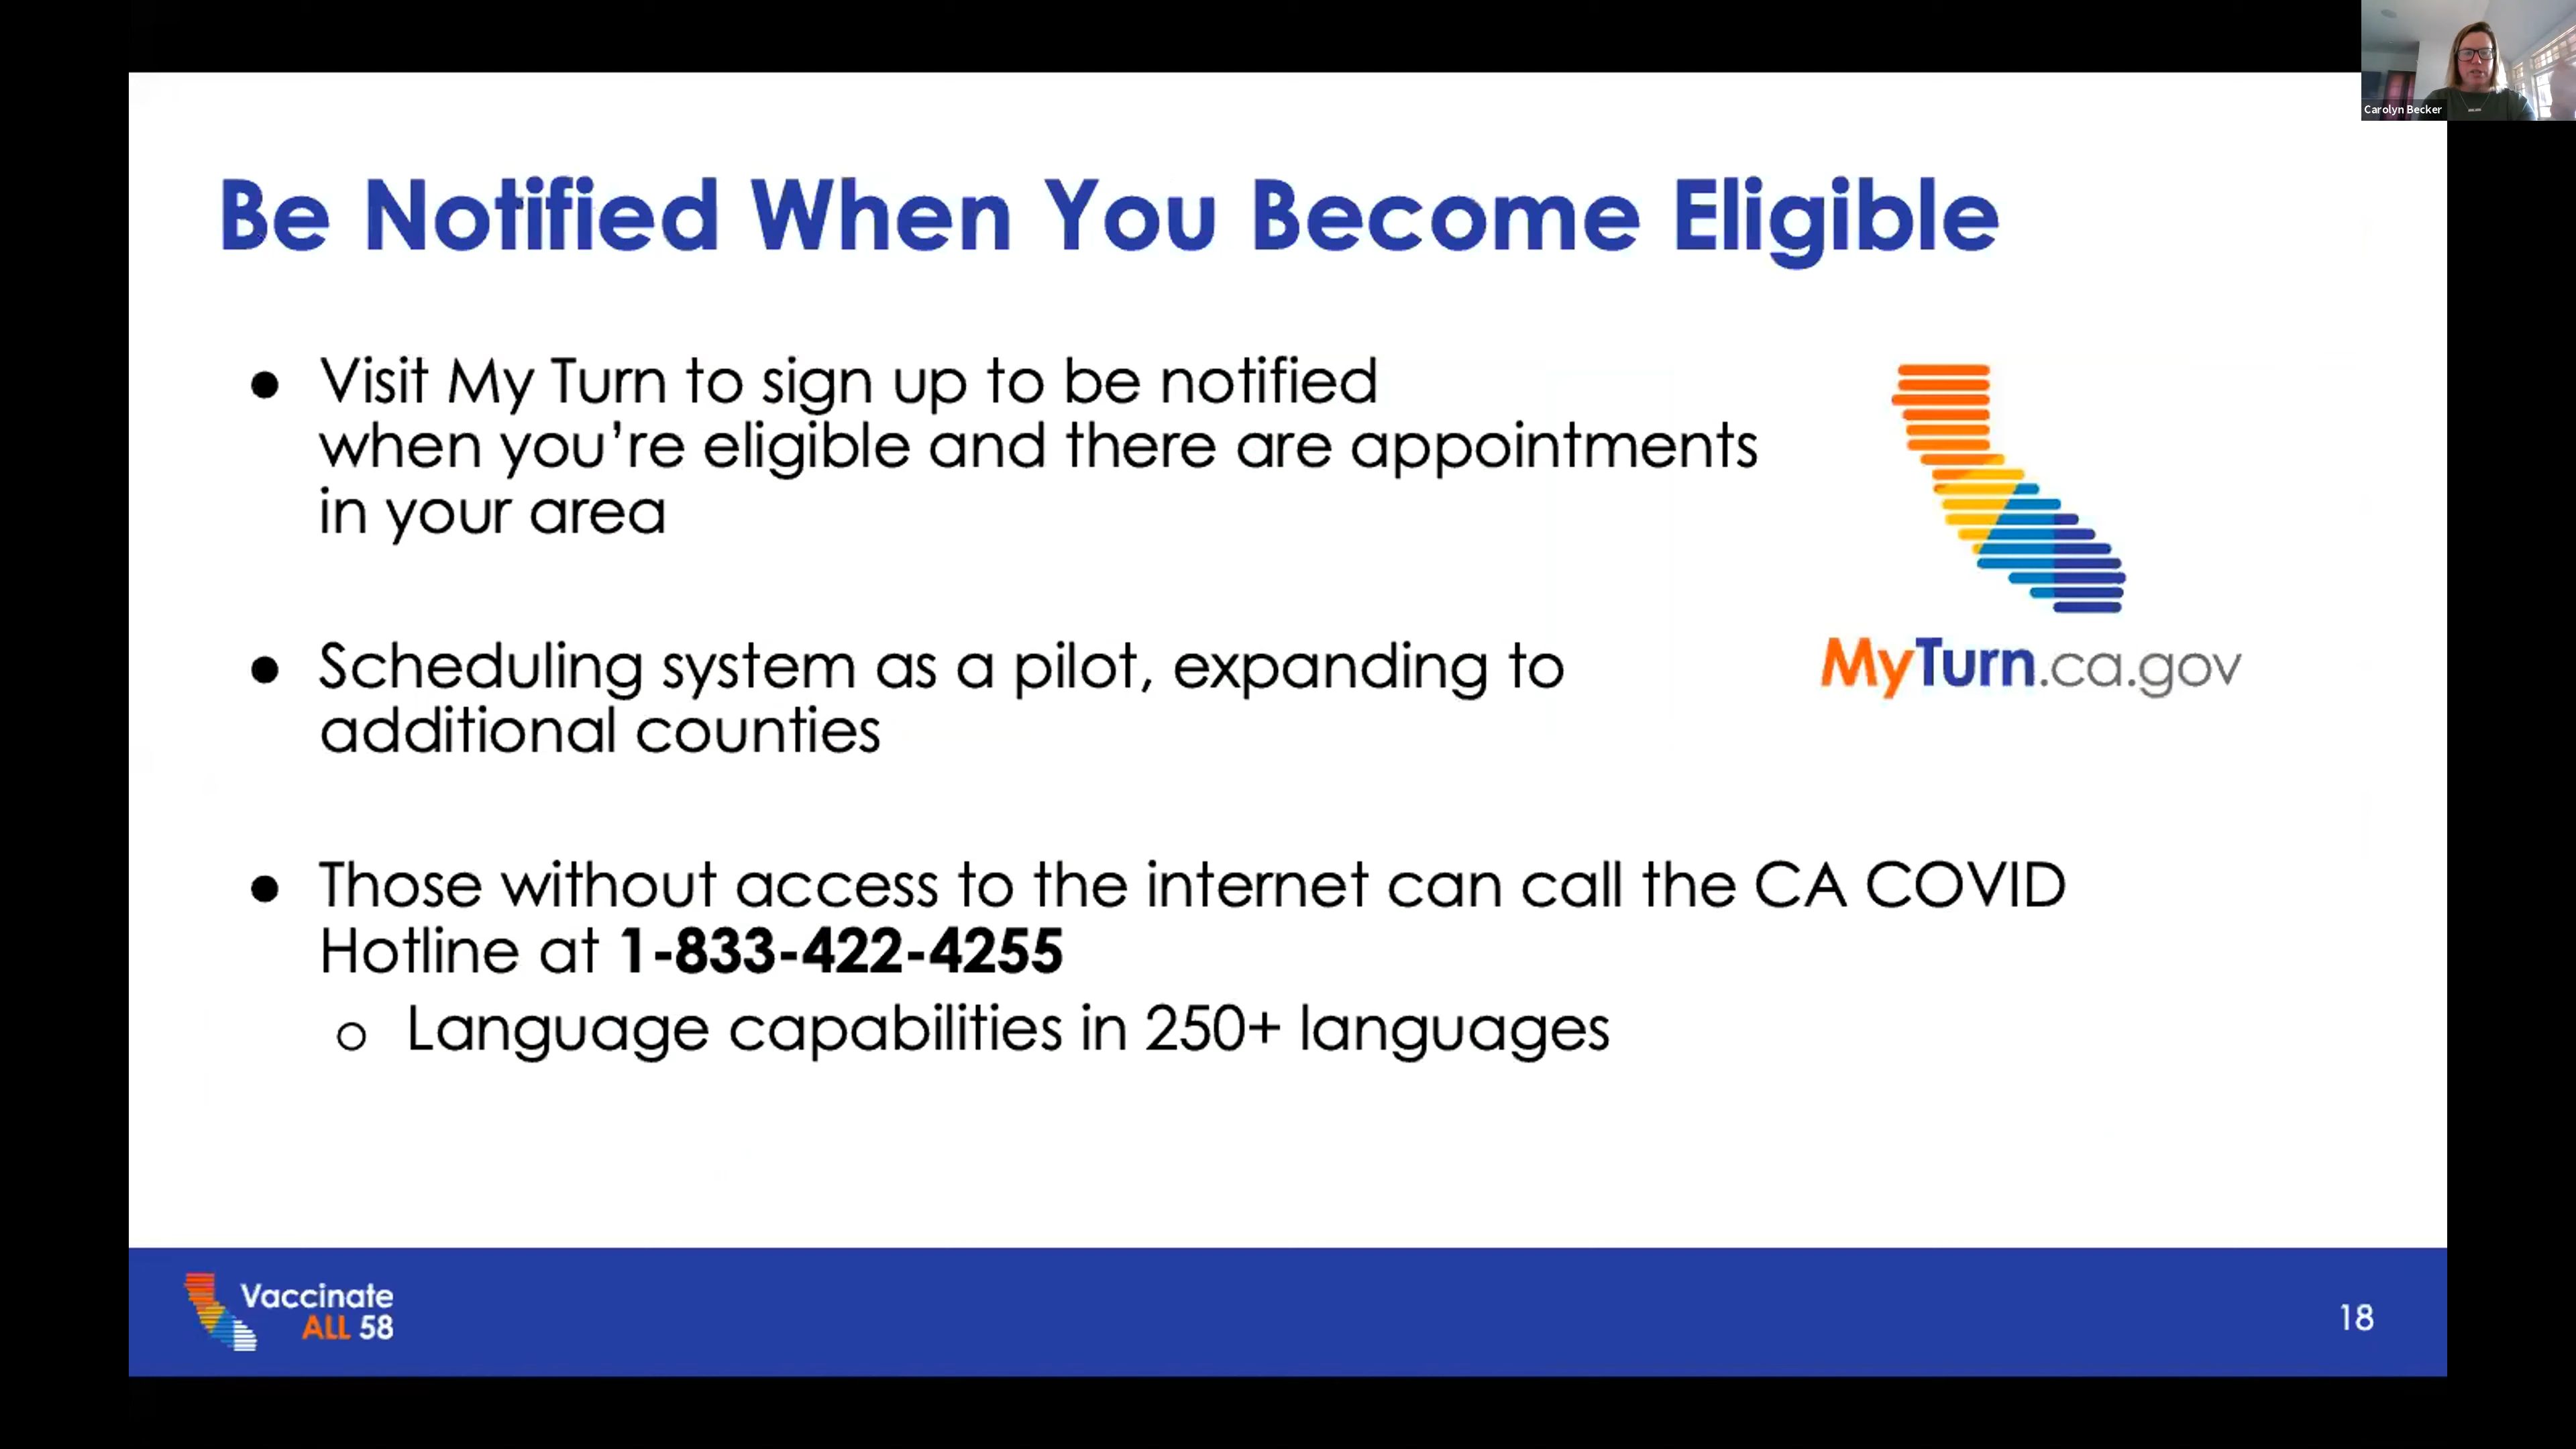 Carolyn Becker
Be Notified When You Become Eligible
● Visit My Turn to sign up to be notified
when you’re eligible and there are appointments
in your area
● Scheduling system as a pilot, expanding to
additional counties
● Those without access to the internet can call the CA COVID
Hotline at 1-833-422-4255
○ Language capabilities in 250+ languages
MyTurn.ca.gov
Vaccinate
ALL 58
18